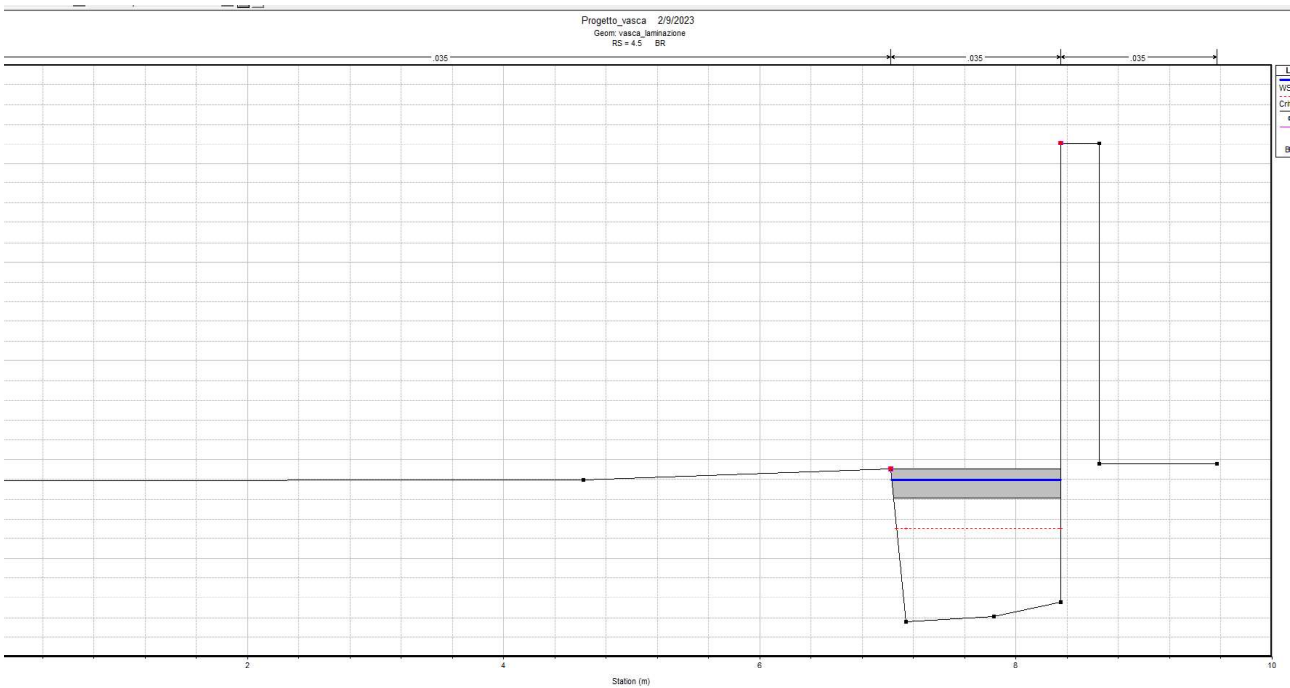 Progetto_vasca 2/9/2023
Geom: vasca_laminazione
RS = 4.5 BR
.035 .035 .035
WS
Crit
2 4 6 8 10
Station (m)